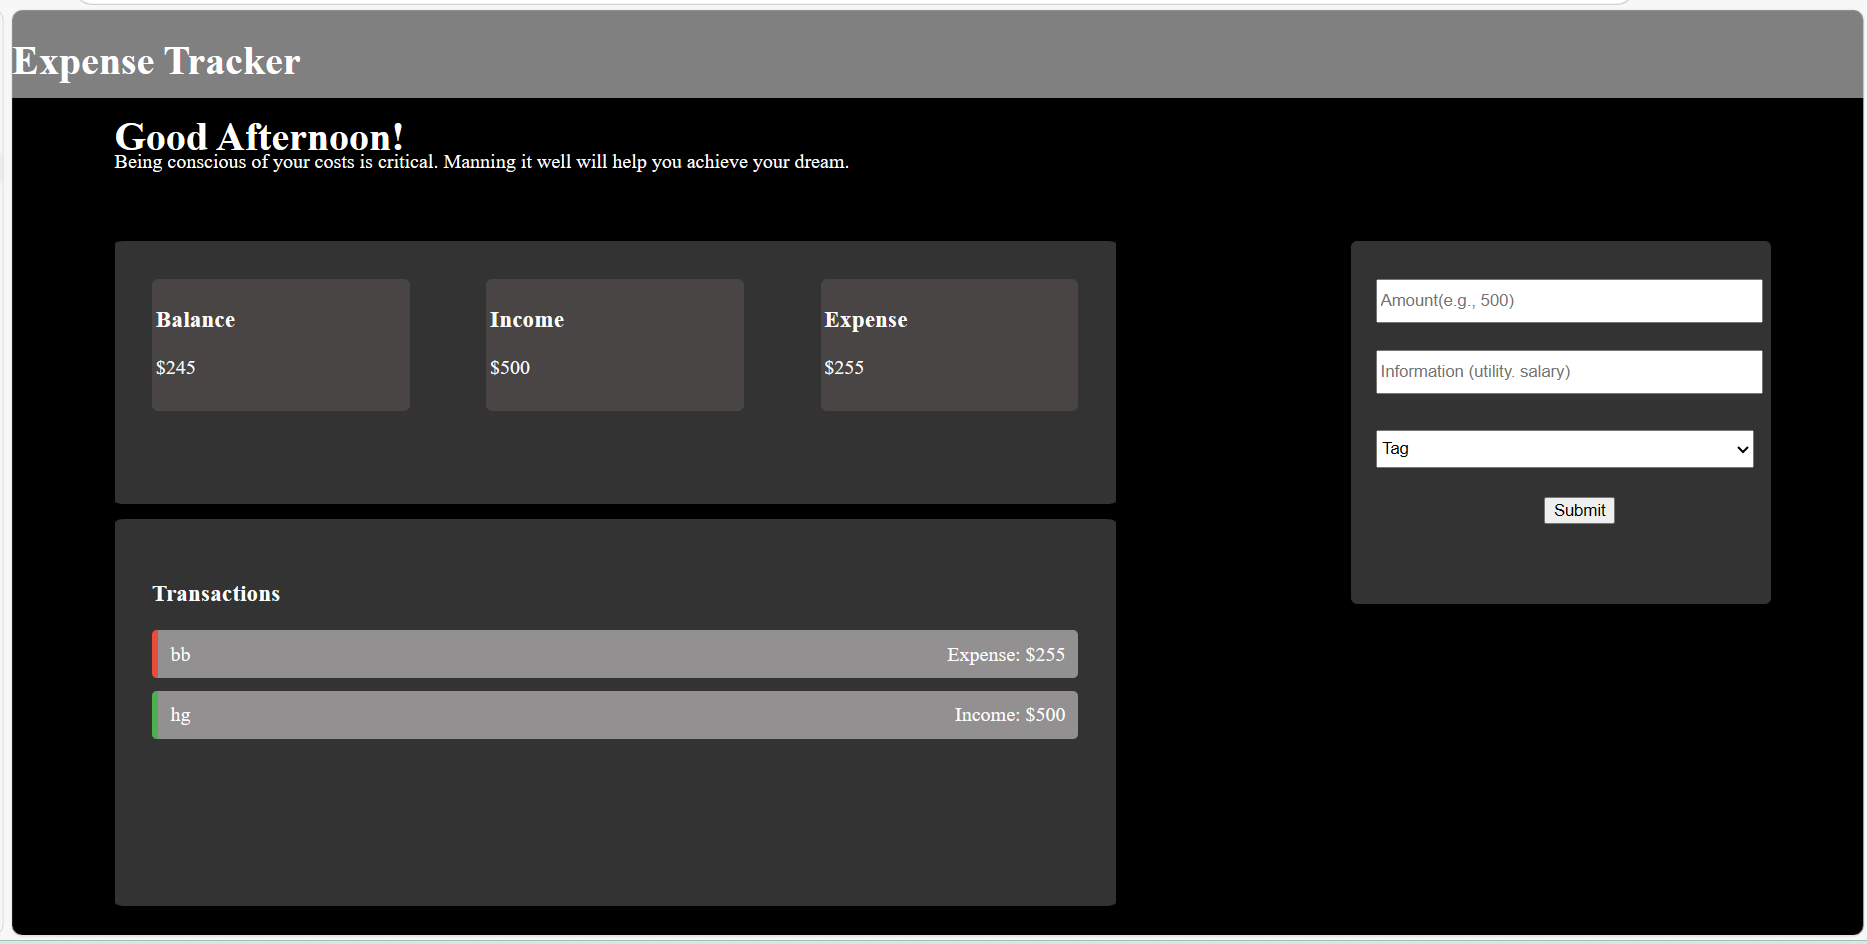 Expense Tracker
Good Afternoon!
Being conscious of your costs is critical. Manning it well will help you achieve your dream.
Balance
$245
Income
$500
Expense
$255
Amount(e.g., 500)
Information (utility. salary)
Tag
Submit
Transactions
bb Expense: $255
hg Income: $500